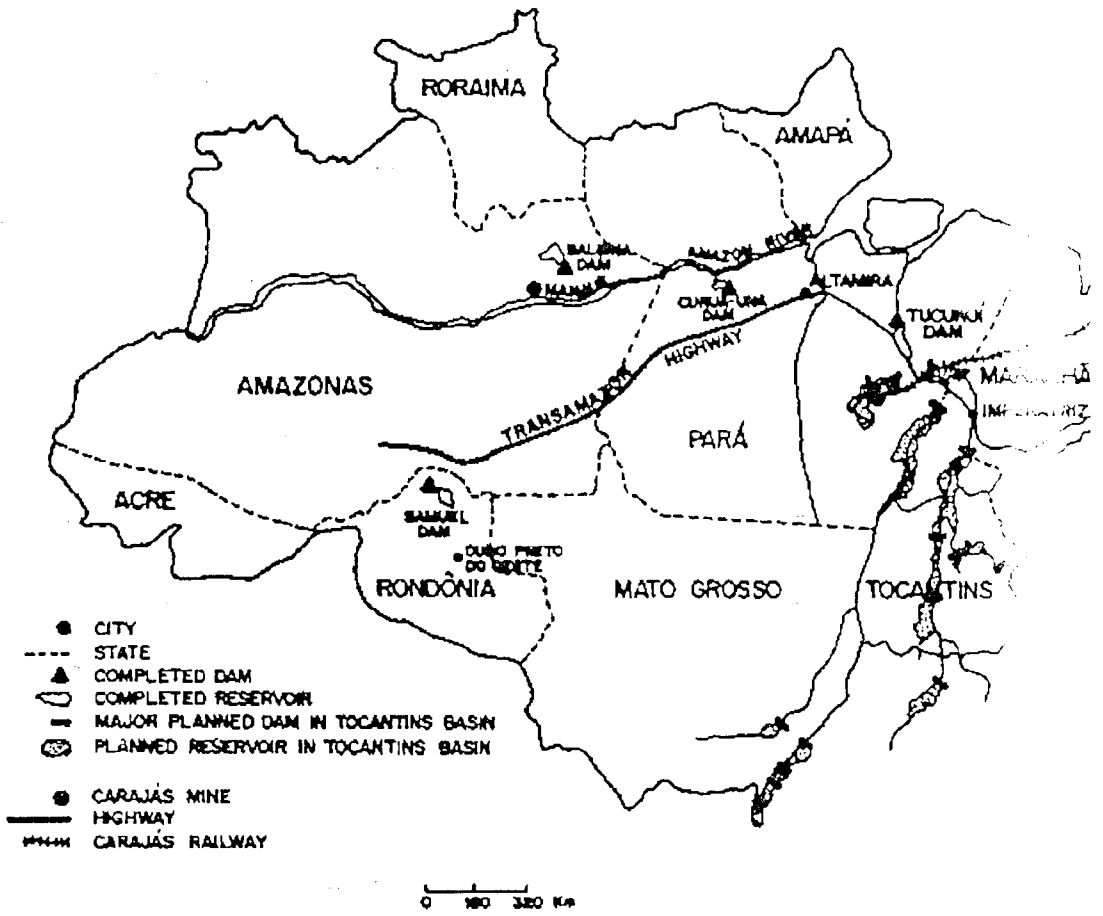 RORAIMA
AMAPÁ
DAM
AMAZON RIVER
ALTAMIRA
DAM
TUCURUÍ
DAM
HIGHWAY
TRANSAMAZON
AMAZONAS
PARÁ
ACRE
SAMUEL
DAM
RONDÔNIA
MATO GROSSO
TOCANTINS
CITY
STATE
COMPLETED DAM
COMPLETED RESERVOIR
MAJOR PLANNED DAM IN TOCANTINS BASIN
PLANNED RESERVOIR IN TOCANTINS BASIN
CARAJÁS MINE
HIGHWAY
CARAJÁS RAILWAY
0 160 320 Km